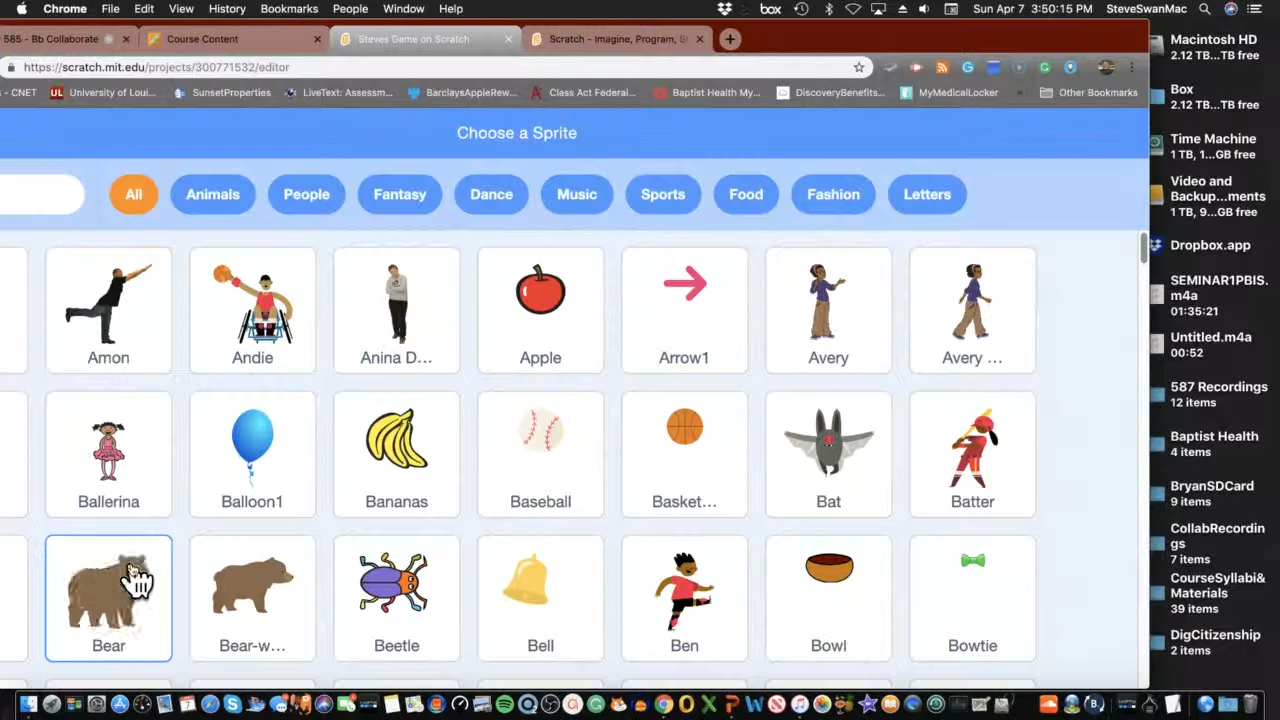 Chrome File Edit View History Bookmarks People Window Help box Sun Apr 7 3:50:15 PM SteveSwanMac
585 - Bb Collaborate Course Content Steves Game on Scratch Scratch - Imagine, Program, S
https://scratch.mit.edu/projects/300771532/editor
- CNET UL University of Loui... SunsetProperties LiveText: Assessm... BarclaysAppleRew... Class Act Federal... Baptist Health My... DiscoveryBenefits... MyMedicalLocker Other Bookmarks
Choose a Sprite
All Animals People Fantasy Dance Music Sports Food Fashion Letters
Amon Andie Anina D... Apple Arrow1 Avery Avery ...
Ballerina Balloon1 Bananas Baseball Basket... Bat Batter
Bear Bear-w... Beetle Bell Ben Bowl Bowtie
Macintosh HD
2.12 TB...TB free
Box
2.12 TB...TB free
Time Machine
1 TB, 1...GB free
Video and
Backup...ments
1 TB, 9...GB free
Dropbox.app
SEMINAR1PBIS.
m4a
01:35:21
Untitled.m4a
00:52
587 Recordings
12 items
Baptist Health
4 items
BryanSDCard
9 items
CollabRecordin
gs
7 items
CourseSyllabi&
Materials
39 items
DigCitizenship
2 items